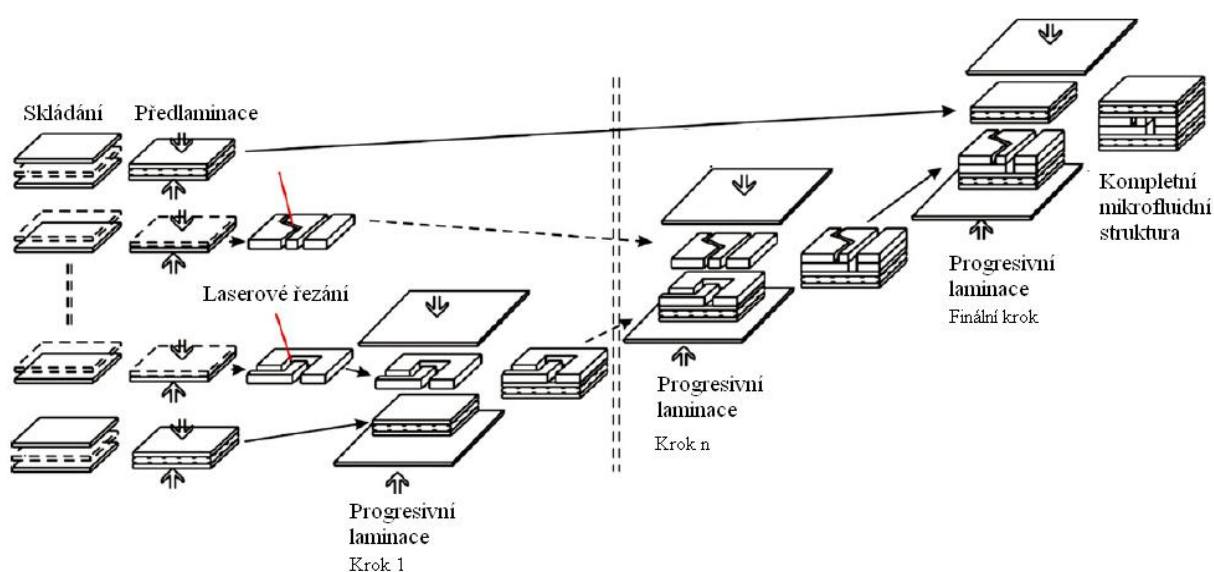 Skládání
Předlaminace
Laserové řezání
Progresivní
laminace
Krok 1
Progresivní
laminace
Krok n
Progresivní
laminace
Finální krok
Kompletní
mikrofluidní
struktura